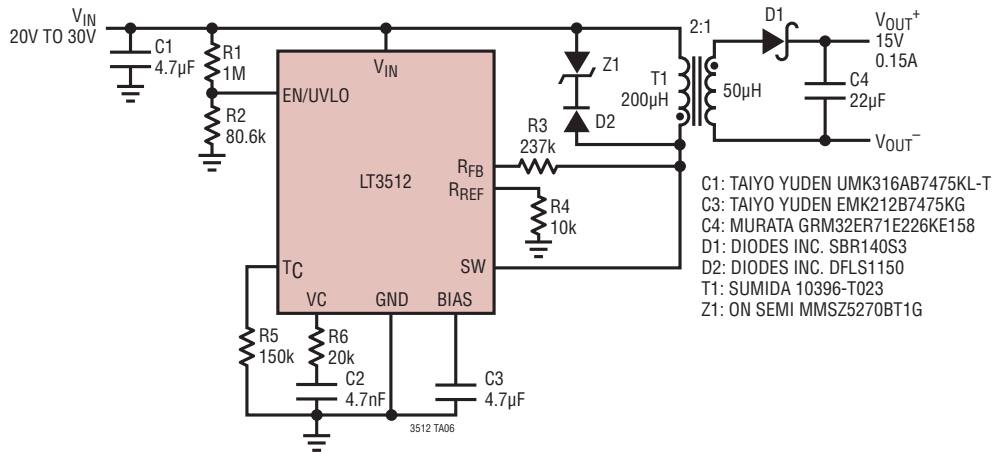 VIN
20V TO 30V
C1
4.7µF
R1
1M
R2
80.6k
VIN
EN/UVLO
LT3512
RFB
RREF
SW
TC
VC
GND
BIAS
Z1
D2
R3
237k
R4
10k
T1
200µH
2:1
50µH
D1
VOUT+
15V
0.15A
C4
22µF
VOUT–
R5
150k
R6
20k
C2
4.7nF
C3
4.7µF
3512 TA06
C1: TAIYO YUDEN UMK316AB7475KL-T
C3: TAIYO YUDEN EMK212B7475KG
C4: MURATA GRM32ER71E226KE158
D1: DIODES INC. SBR140S3
D2: DIODES INC. DFLS1150
T1: SUMIDA 10396-T023
Z1: ON SEMI MMSZ5270BT1G